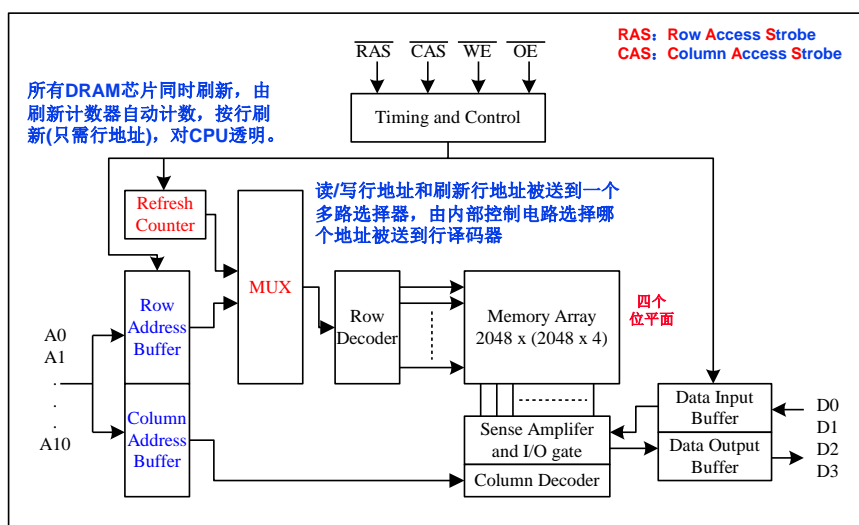 RAS CAS WE OE
RAS：Row Access Strobe
CAS：Column Access Strobe
所有DRAM芯片同时刷新，由
刷新计数器自动计数，按行刷
新(只需行地址)，对CPU透明。
Timing and Control
读/写行地址和刷新行地址被送到一个
多路选择器，由内部控制电路选择哪
个地址被送到行译码器
Refresh
Counter
MUX
Row
Address
Buffer
Row
Decoder
Memory Array
2048 x (2048 x 4)
四个
位平面
A0
A1
.
.
.
A10
Column
Address
Buffer
Sense Amplifer
and I/O gate
Column Decoder
Data Input
Buffer
Data Output
Buffer
D0
D1
D2
D3